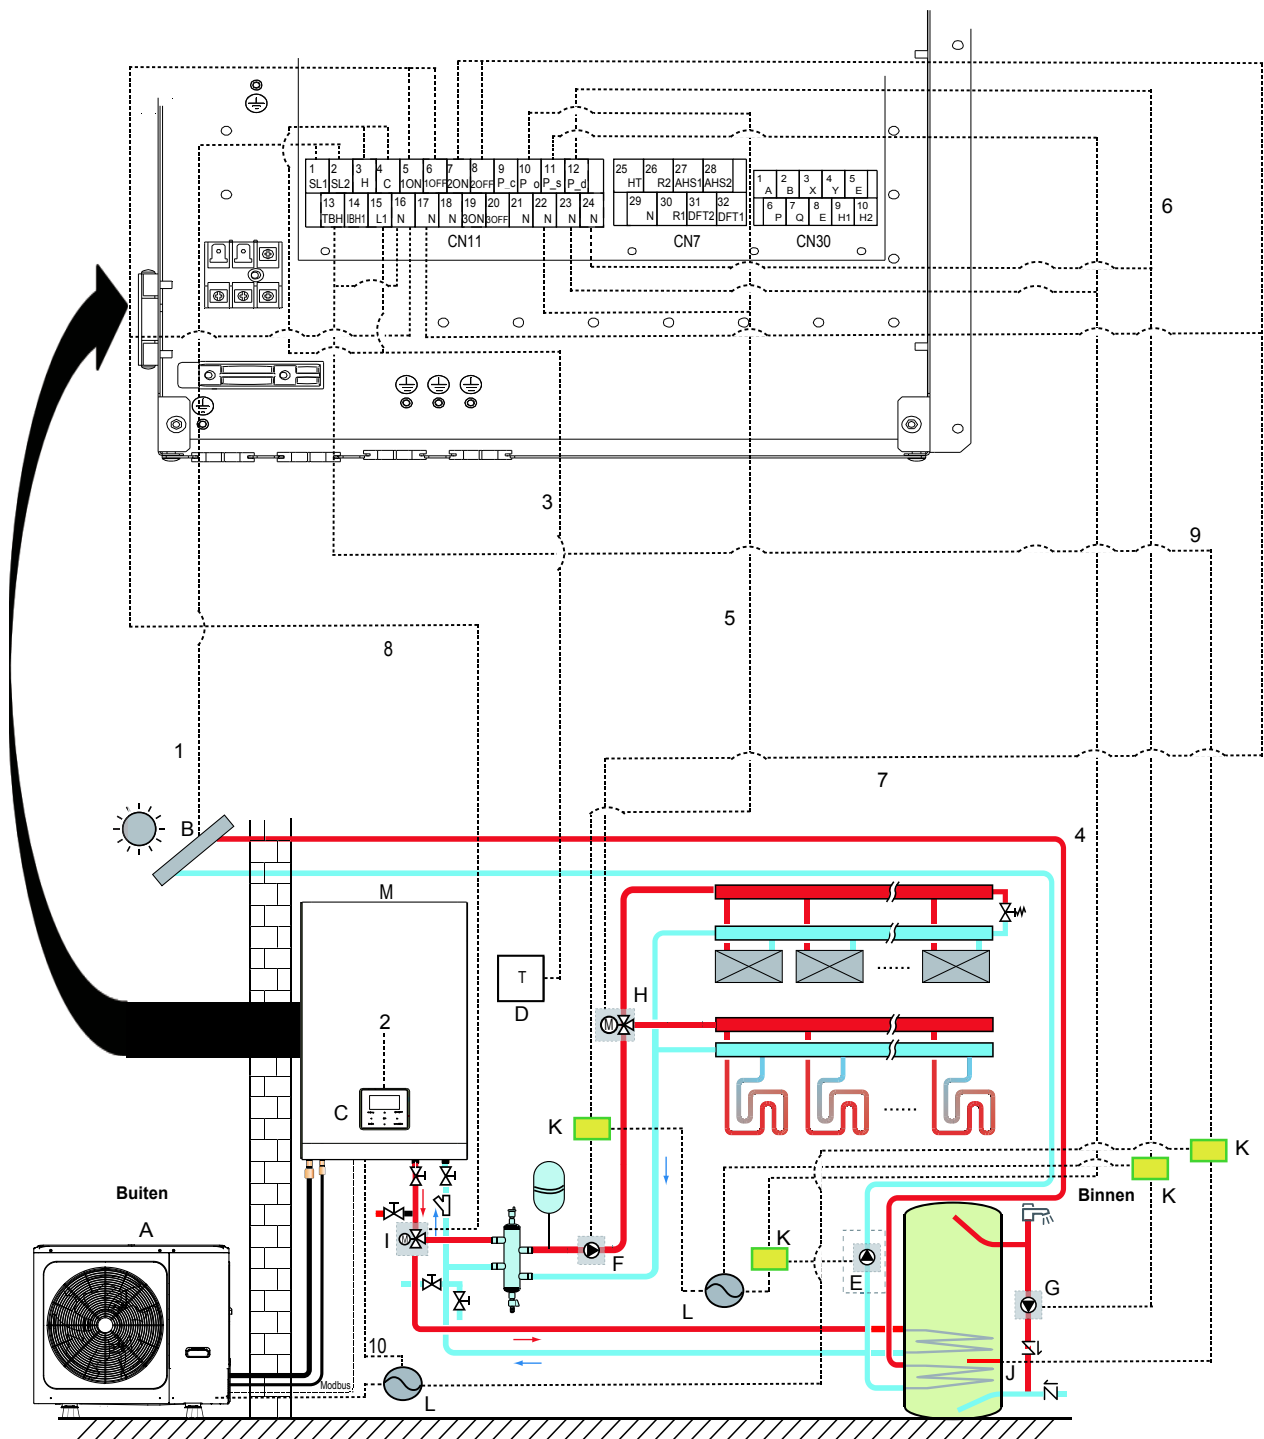 1 2 3 4 5 6 7 8 9 10 11 12
SL1 SL2 H C 1ON 1OFF 2ON 2OFF P_c P_o P_s P_d
13 14 15 16 17 18 19 20 21 22 23 24
TBH IBH1 L1 N N N 3ON 3OFF N N N N
CN11
25 26 27 28
HT R2 AHS1 AHS2
29 30 31 32
N R1 DFT2 DFT1
CN7
1 2 3 4 5
A B X Y E
6 7 8 9 10
P Q E H1 H2
CN30
6
3
9
5
8
1
7
B
4
M
T
D
H
M
2
C
K
K
K
Buiten
Binnen
A
I
M
F
K
E
G
L
J
10
Modbus
L